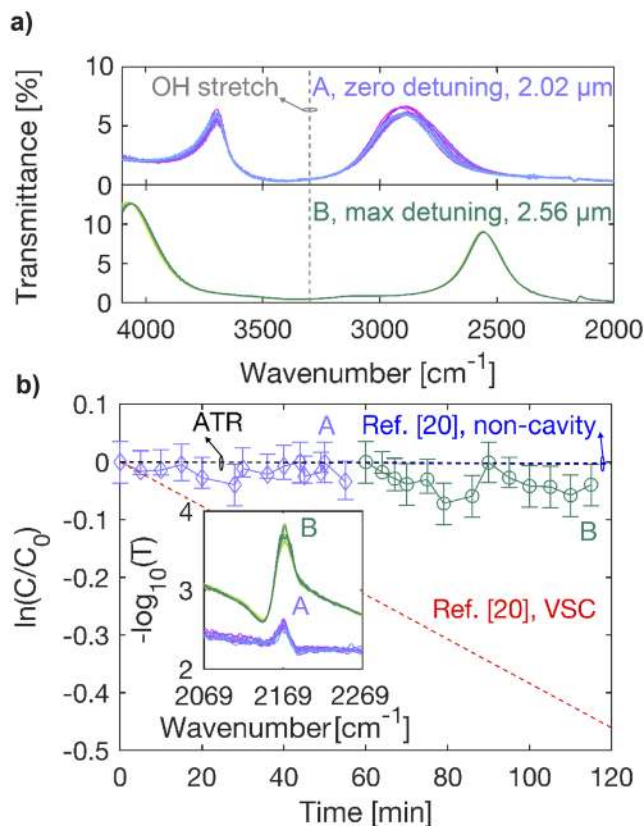 a)
10
OH stretch
A, zero detuning, 2.02 µm
5
0
B, max detuning, 2.56 µm
10
5
0
Transmittance [%]
4000 3500 3000 2500 2000
Wavenumber [cm⁻¹]
b)
0.1
ATR
A
Ref. [20], non-cavity
0
-0.1
B
-0.2
-0.3
-0.4
-0.5
ln(C/C₀)
Ref. [20], VSC
4
B
3
A
2
-log₁₀(T)
2069 2169 2269
Wavenumber [cm⁻¹]
0 20 40 60 80 100 120
Time [min]